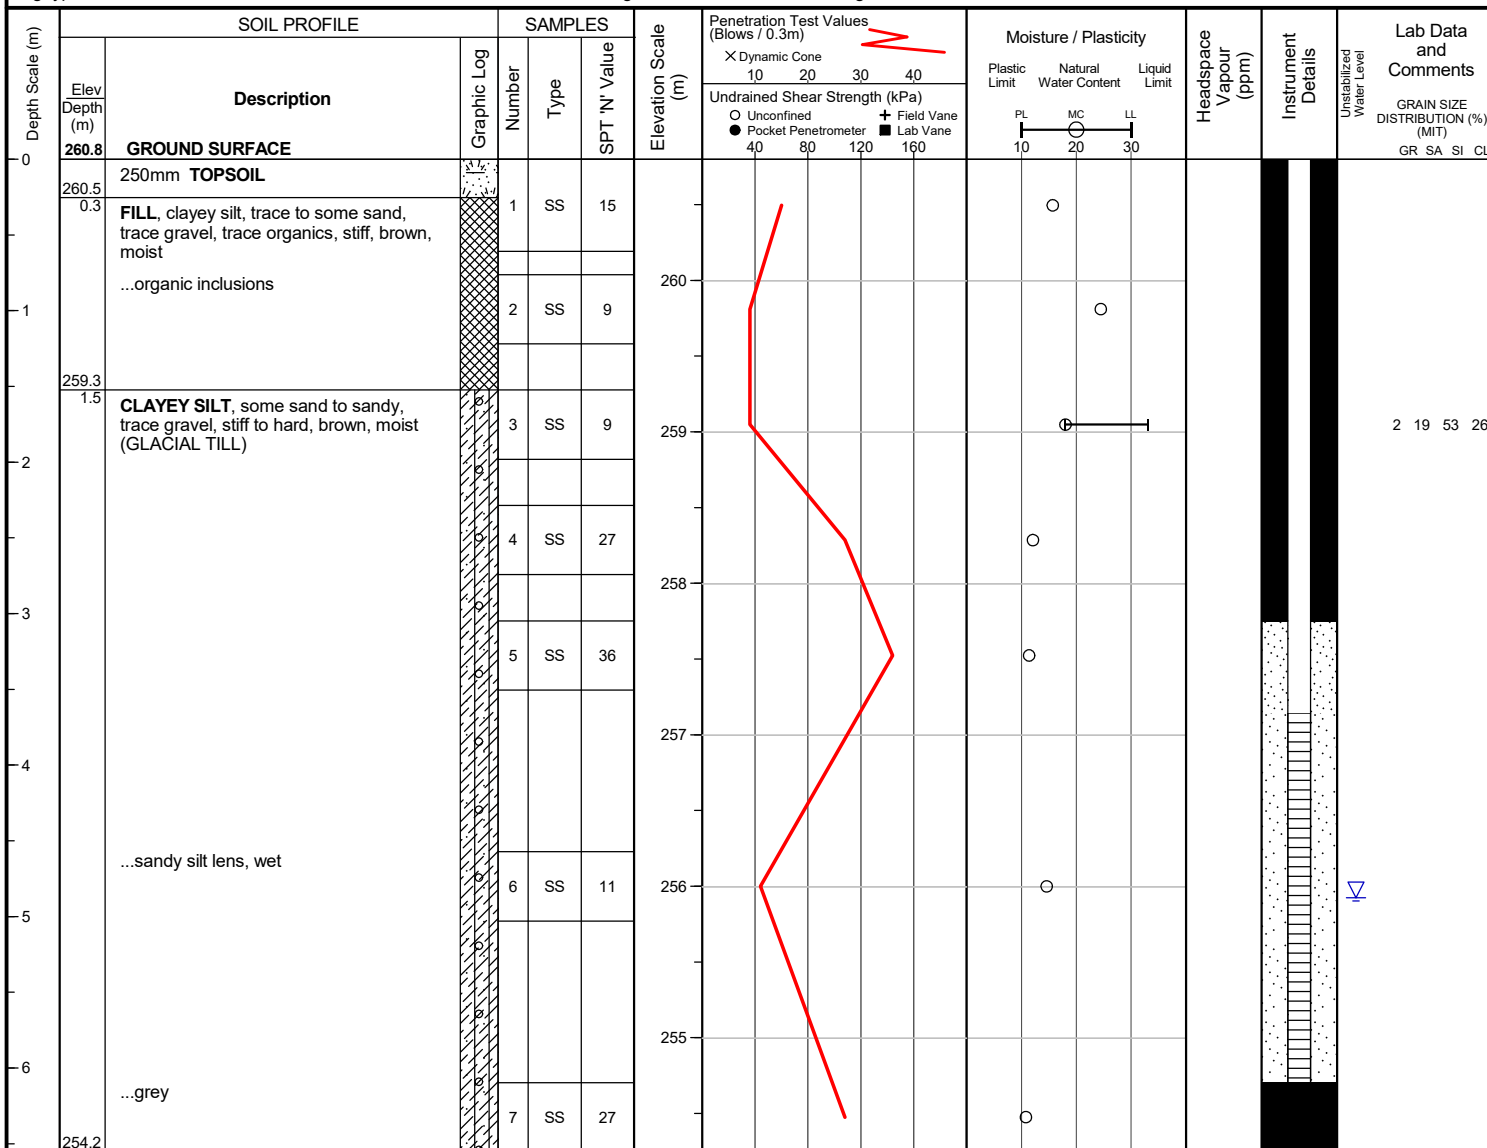 SOIL PROFILE
SAMPLES
Penetration Test Values
(Blows / 0.3m)
Dynamic Cone
10 20 30 40
Undrained Shear Strength (kPa)
Unconfined Field Vane
Pocket Penetrometer Lab Vane
40 80 120 160
Moisture / Plasticity
Plastic Limit
Natural Water Content
Liquid Limit
PL MC LL
10 20 30
Headspace Vapour (ppm)
Instrument Details
Unstabilized Water Level
Lab Data
and
Comments
GRAIN SIZE
DISTRIBUTION (%)
(MIT)
GR SA SI CL
Depth Scale (m)
Elev
Depth
(m)
Description
Graphic Log
Number
Type
SPT 'N' Value
Elevation Scale (m)
260.8 GROUND SURFACE
0
250mm TOPSOIL
260.5
0.3
FILL, clayey silt, trace to some sand,
trace gravel, trace organics, stiff, brown,
moist
1 SS 15
...organic inclusions
260
1
2 SS 9
259.3
1.5
CLAYEY SILT, some sand to sandy,
trace gravel, stiff to hard, brown, moist
(GLACIAL TILL)
3 SS 9
259
2 19 53 26
2
4 SS 27
258
3
5 SS 36
257
4
...sandy silt lens, wet
6 SS 11
256
5
255
6
...grey
7 SS 27
254.2